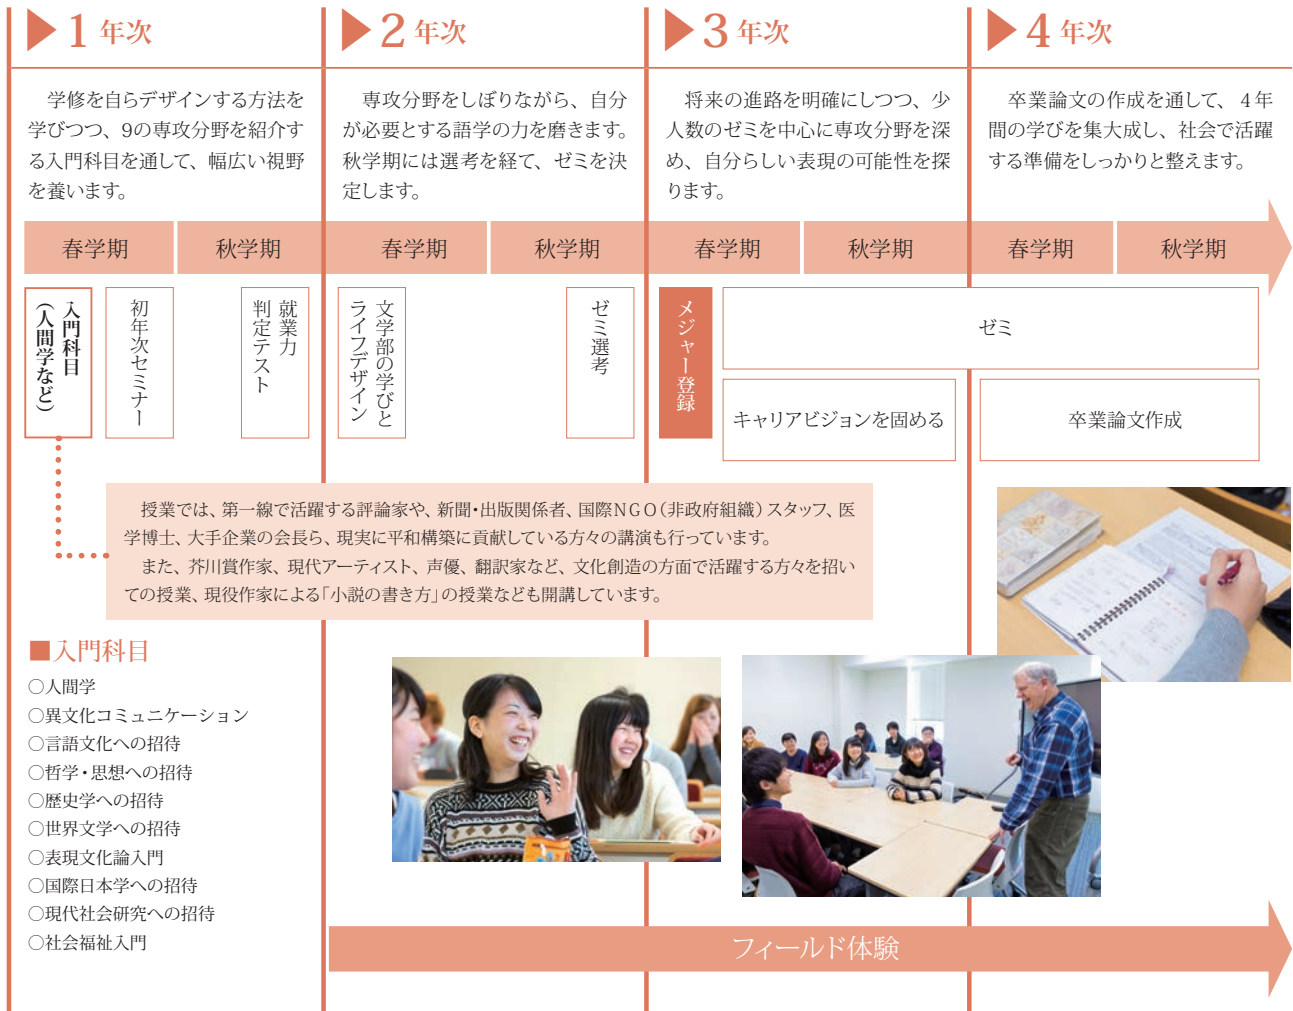 1 年次
学修を自らデザインする方法を
学びつつ、9の専攻分野を紹介す
る入門科目を通して、幅広い視野
を養います。
2 年次
専攻分野をしぼりながら、自分
が必要とする語学の力を磨きます。
秋学期には選考を経て、ゼミを決
定します。
3 年次
将来の進路を明確にしつつ、少
人数のゼミを中心に専攻分野を深
め、自分らしい表現の可能性を探
ります。
4 年次
卒業論文の作成を通して、4年
間の学びを集大成し、社会で活躍
する準備をしっかりと整えます。
春学期
秋学期
春学期
秋学期
春学期
秋学期
春学期
秋学期
入門科目
(人間学など)
初年次セミナー
就業力
判定テスト
文学部の学びと
ライフデザイン
ゼミ選考
メジャー登録
ゼミ
キャリアビジョンを固める
卒業論文作成
授業では、第一線で活躍する評論家や、新聞・出版関係者、国際NGO(非政府組織)スタッフ、医
学博士、大手企業の会長ら、現実に平和構築に貢献している方々の講演も行っています。
また、芥川賞作家、現代アーティスト、声優、翻訳家など、文化創造の方面で活躍する方々を招い
ての授業、現役作家による「小説の書き方」の授業なども開講しています。
■入門科目
○人間学
○異文化コミュニケーション
○言語文化への招待
○哲学・思想への招待
○歴史学への招待
○世界文学への招待
○表現文化論入門
○国際日本学への招待
○現代社会研究への招待
○社会福祉入門
フィールド体験